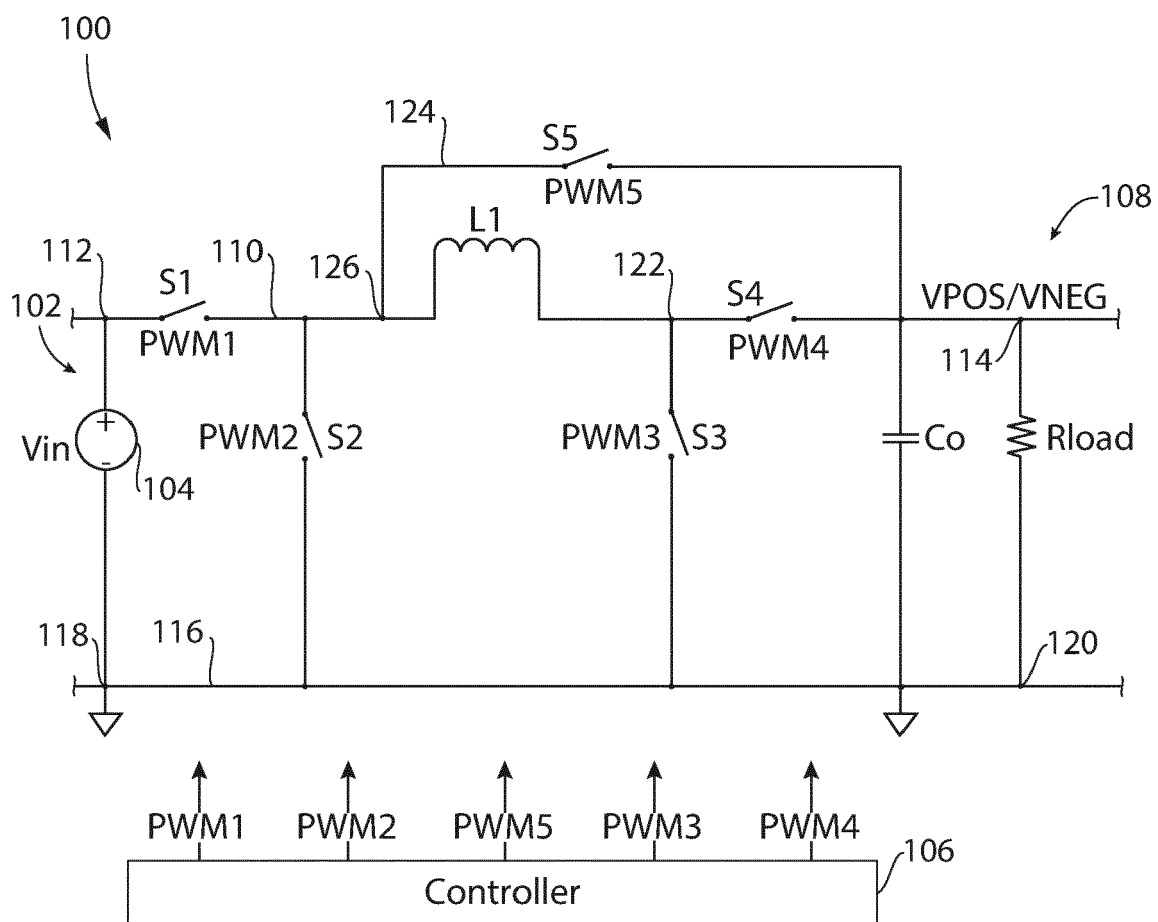 100
124
S5
PWM5
108
112
110
126
L1
122
S1
S4
VPOS/VNEG
102
PWM1
PWM4
114
Vin
+
-
104
PWM2
S2
PWM3
S3
Co
Rload
118
116
120
PWM1
PWM2
PWM5
PWM3
PWM4
106
Controller